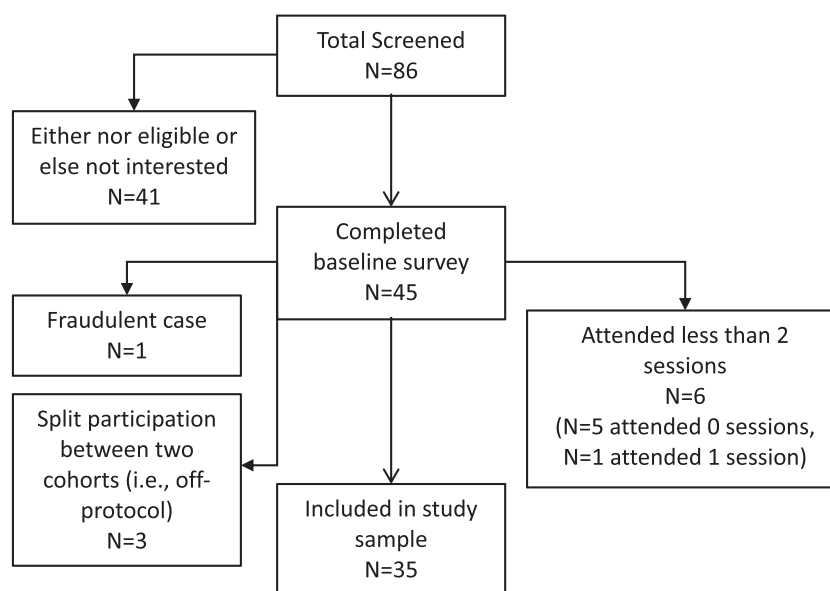 Total Screened
N=86
Either nor eligible or
else not interested
N=41
Completed
baseline survey
N=45
Fraudulent case
N=1
Attended less than 2
sessions
N=6
(N=5 attended 0 sessions,
N=1 attended 1 session)
Split participation
between two
cohorts (i.e., off-
protocol)
N=3
Included in study
sample
N=35